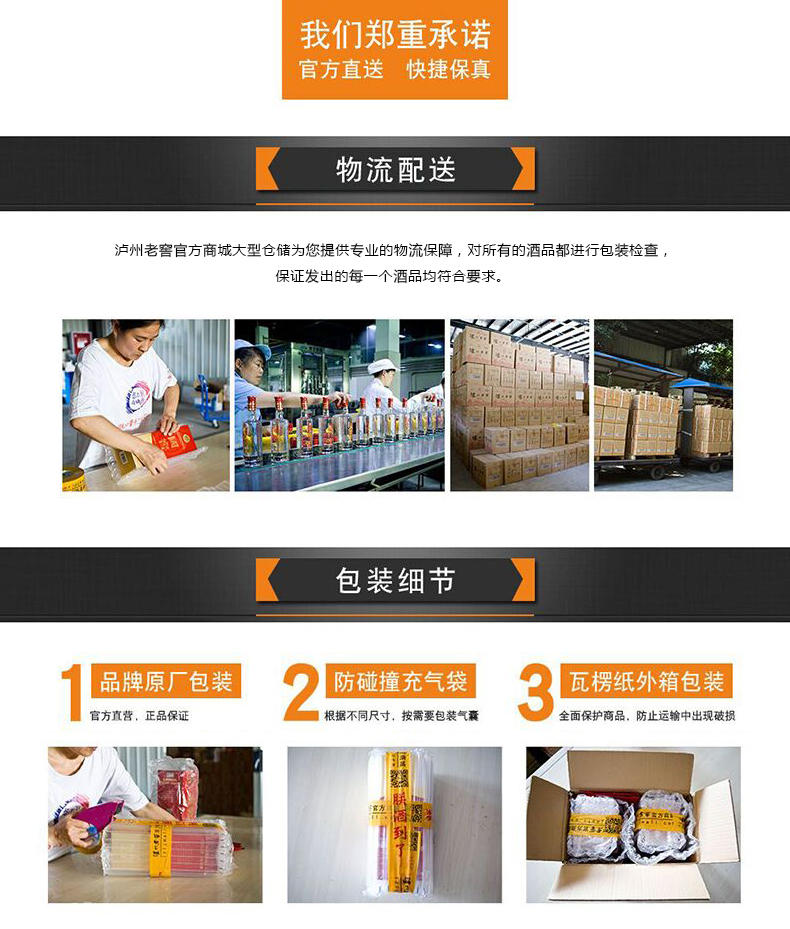 我们郑重承诺
官方直送 快捷保真
物流配送
泸州老窖官方商城大型仓储为您提供专业的物流保障，对所有的酒品都进行包装检查，
保证发出的每一个酒品均符合要求。
包装细节
1 品牌原厂包装
官方直营，正品保证
2 防碰撞充气袋
根据不同尺寸，按需要包装气囊
3 瓦楞纸外箱包装
全面保护商品，防止运输中出现破损
朕酒到了